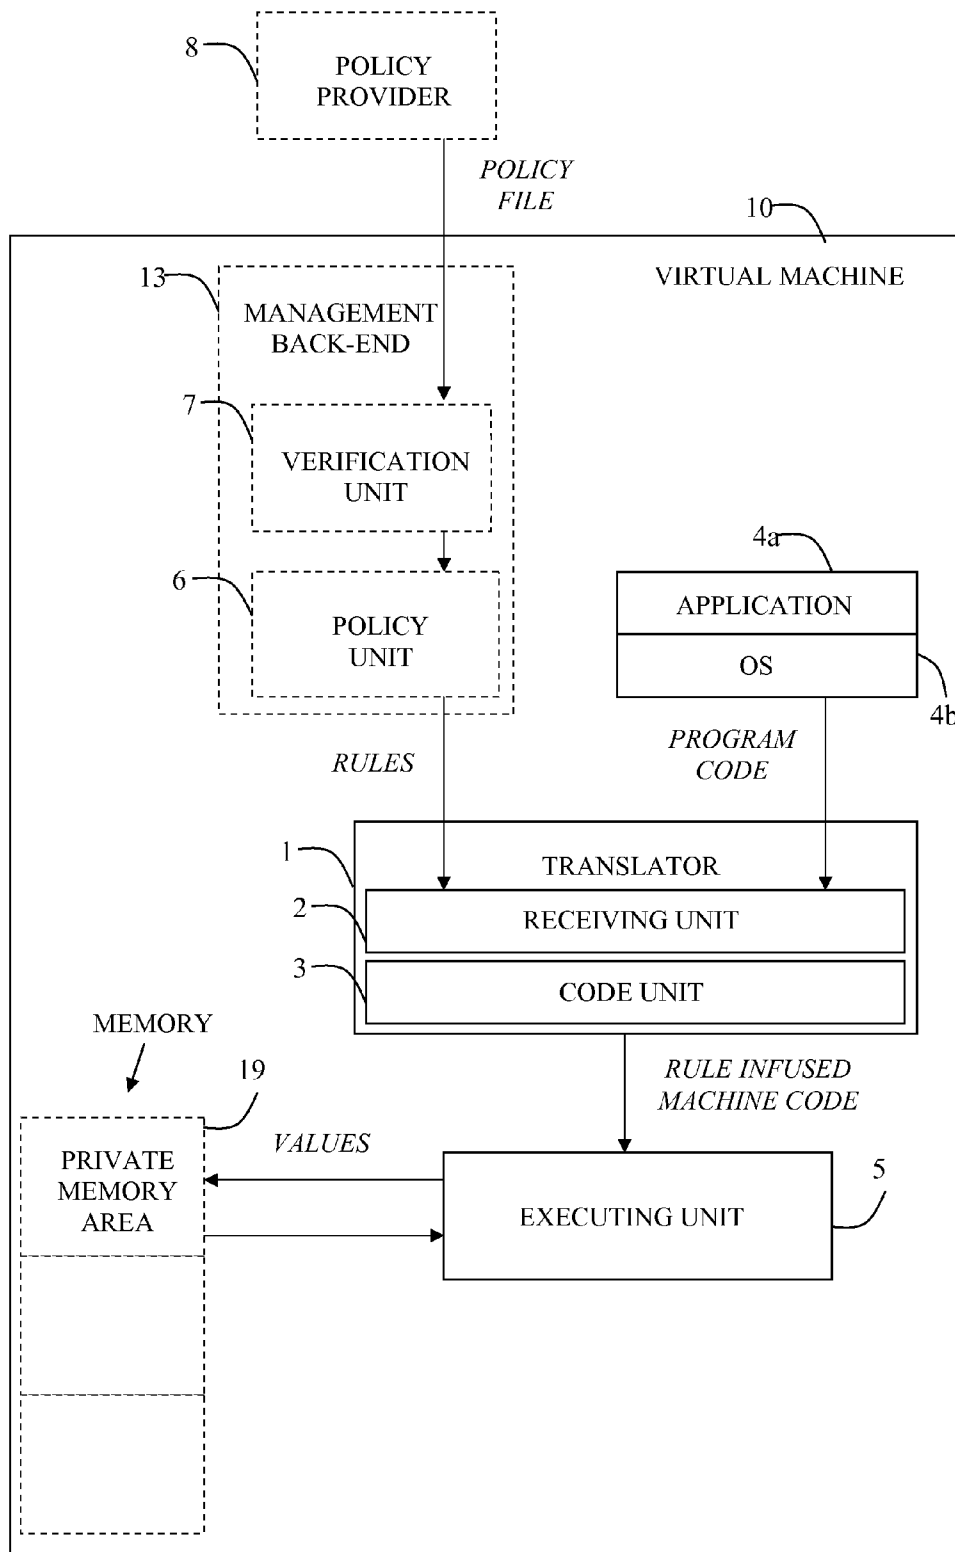 8
POLICY
PROVIDER
POLICY
FILE
10
VIRTUAL MACHINE
13
MANAGEMENT
BACK-END
7
VERIFICATION
UNIT
6
POLICY
UNIT
4a
APPLICATION
OS
4b
RULES
PROGRAM
CODE
1
TRANSLATOR
2
RECEIVING UNIT
3
CODE UNIT
MEMORY
19
RULE INFUSED
MACHINE CODE
VALUES
PRIVATE
MEMORY
AREA
5
EXECUTING UNIT